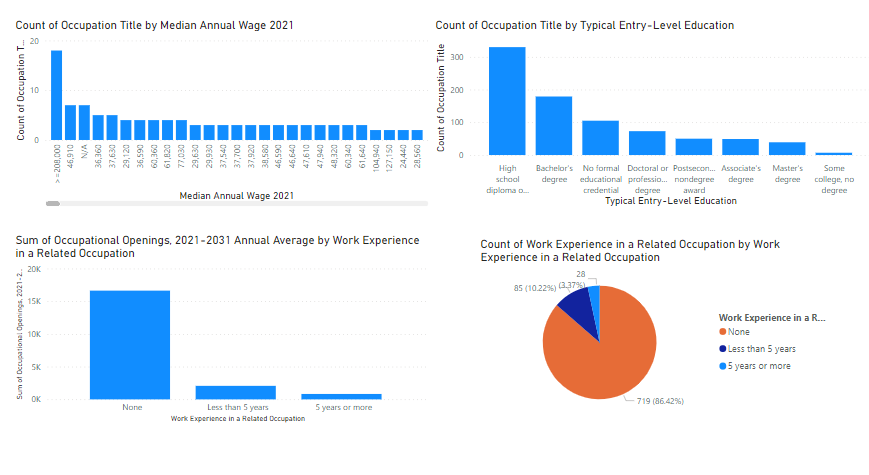 Count of Occupation Title by Median Annual Wage 2021
Count of Occupation T...
20
10
0
>=208,000
46,910
N/A
36,360
37,630
29,120
36,590
60,360
61,820
77,030
29,630
29,930
37,540
37,700
37,920
38,580
46,590
46,640
47,610
47,940
48,320
60,340
61,640
104,940
127,150
24,440
28,560
Median Annual Wage 2021
Count of Occupation Title by Typical Entry-Level Education
Count of Occupation Title
300
200
100
0
High
school
diploma o...
Bachelor's
degree
No formal
educational
credential
Doctoral or
professio...
degree
Postsecon...
nondegree
award
Associate's
degree
Master's
degree
Some
college, no
degree
Typical Entry-Level Education
Sum of Occupational Openings, 2021-2031 Annual Average by Work Experience
in a Related Occupation
Sum of Occupational Openings, 2021-2...
20K
15K
10K
5K
0K
None
Less than 5 years
5 years or more
Work Experience in a Related Occupation
Count of Work Experience in a Related Occupation by Work
Experience in a Related Occupation
28
(3.37%)
85 (10.22%)
719 (86.42%)
Work Experience in a R...
None
Less than 5 years
5 years or more